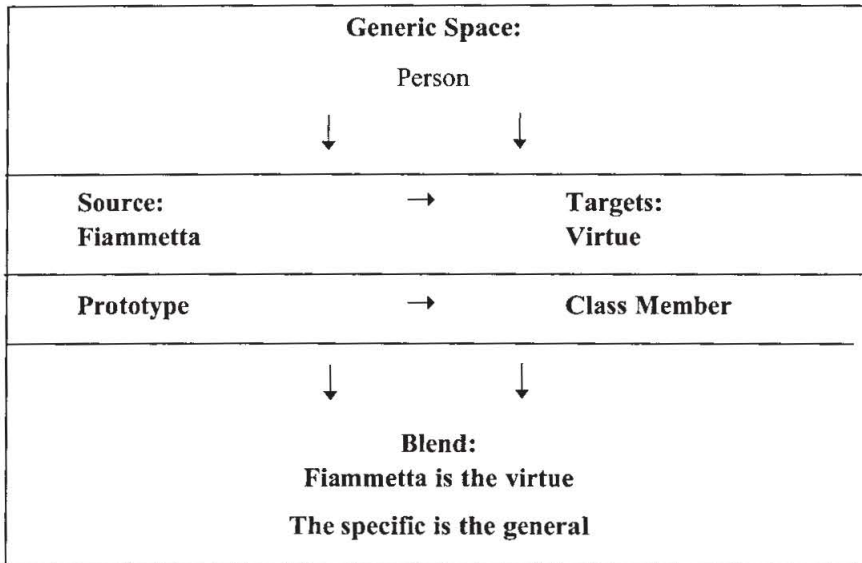 Generic Space:
Person
↓ ↓
Source: → Targets:
Fiammetta Virtue
Prototype → Class Member
↓ ↓
Blend:
Fiammetta is the virtue
The specific is the general